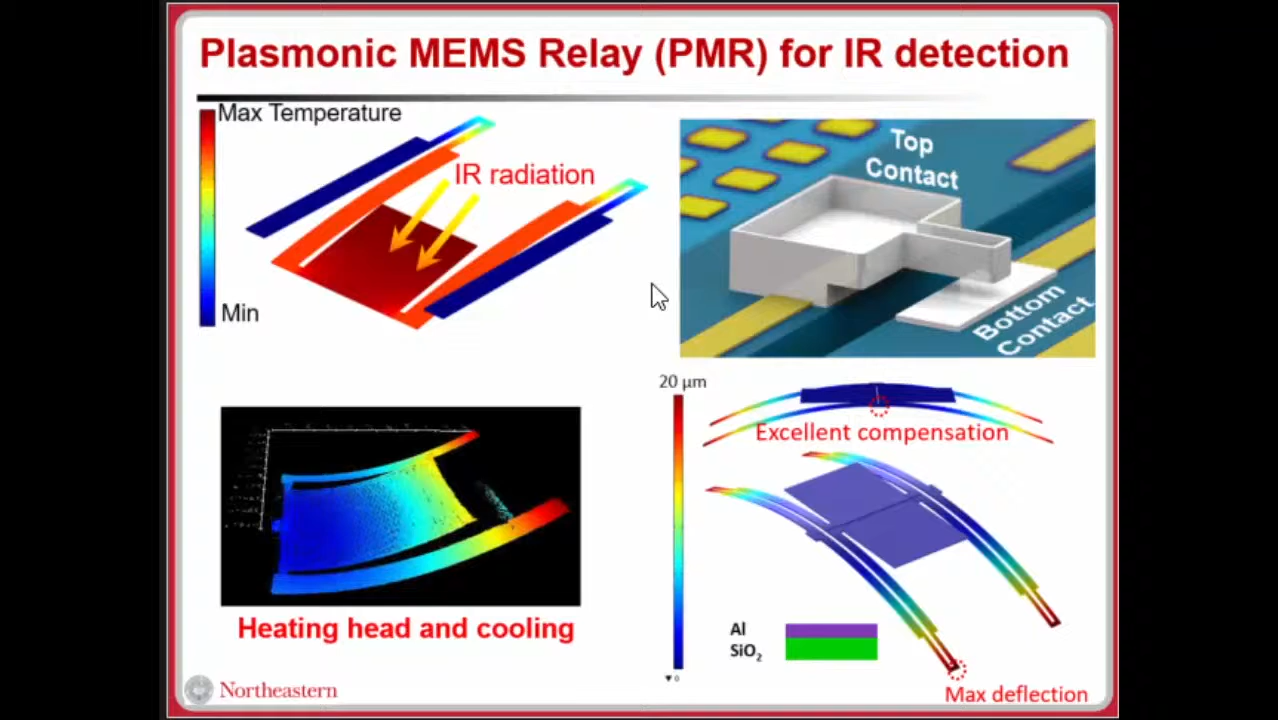 Plasmonic MEMS Relay (PMR) for IR detection
Max Temperature
IR radiation
Min
Top
Contact
Bottom
Contact
20 µm
Excellent compensation
Heating head and cooling
Al
SiO₂
▼ 0
Max deflection
Northeastern